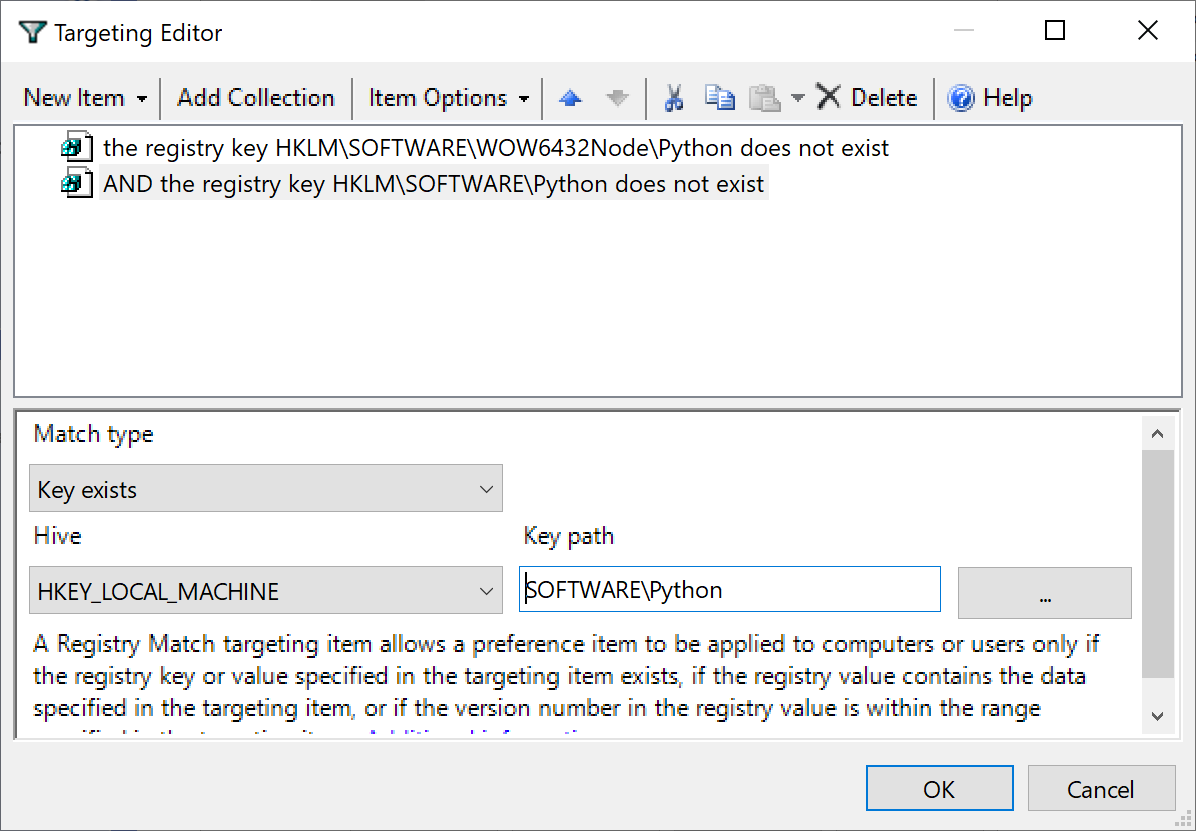 Targeting Editor
New Item Add Collection Item Options Delete Help
the registry key HKLM\SOFTWARE\WOW6432Node\Python does not exist
AND the registry key HKLM\SOFTWARE\Python does not exist
Match type
Key exists
Hive Key path
HKEY_LOCAL_MACHINE SOFTWARE\Python ...
A Registry Match targeting item allows a preference item to be applied to computers or users only if
the registry key or value specified in the targeting item exists, if the registry value contains the data
specified in the targeting item, or if the version number in the registry value is within the range
OK Cancel